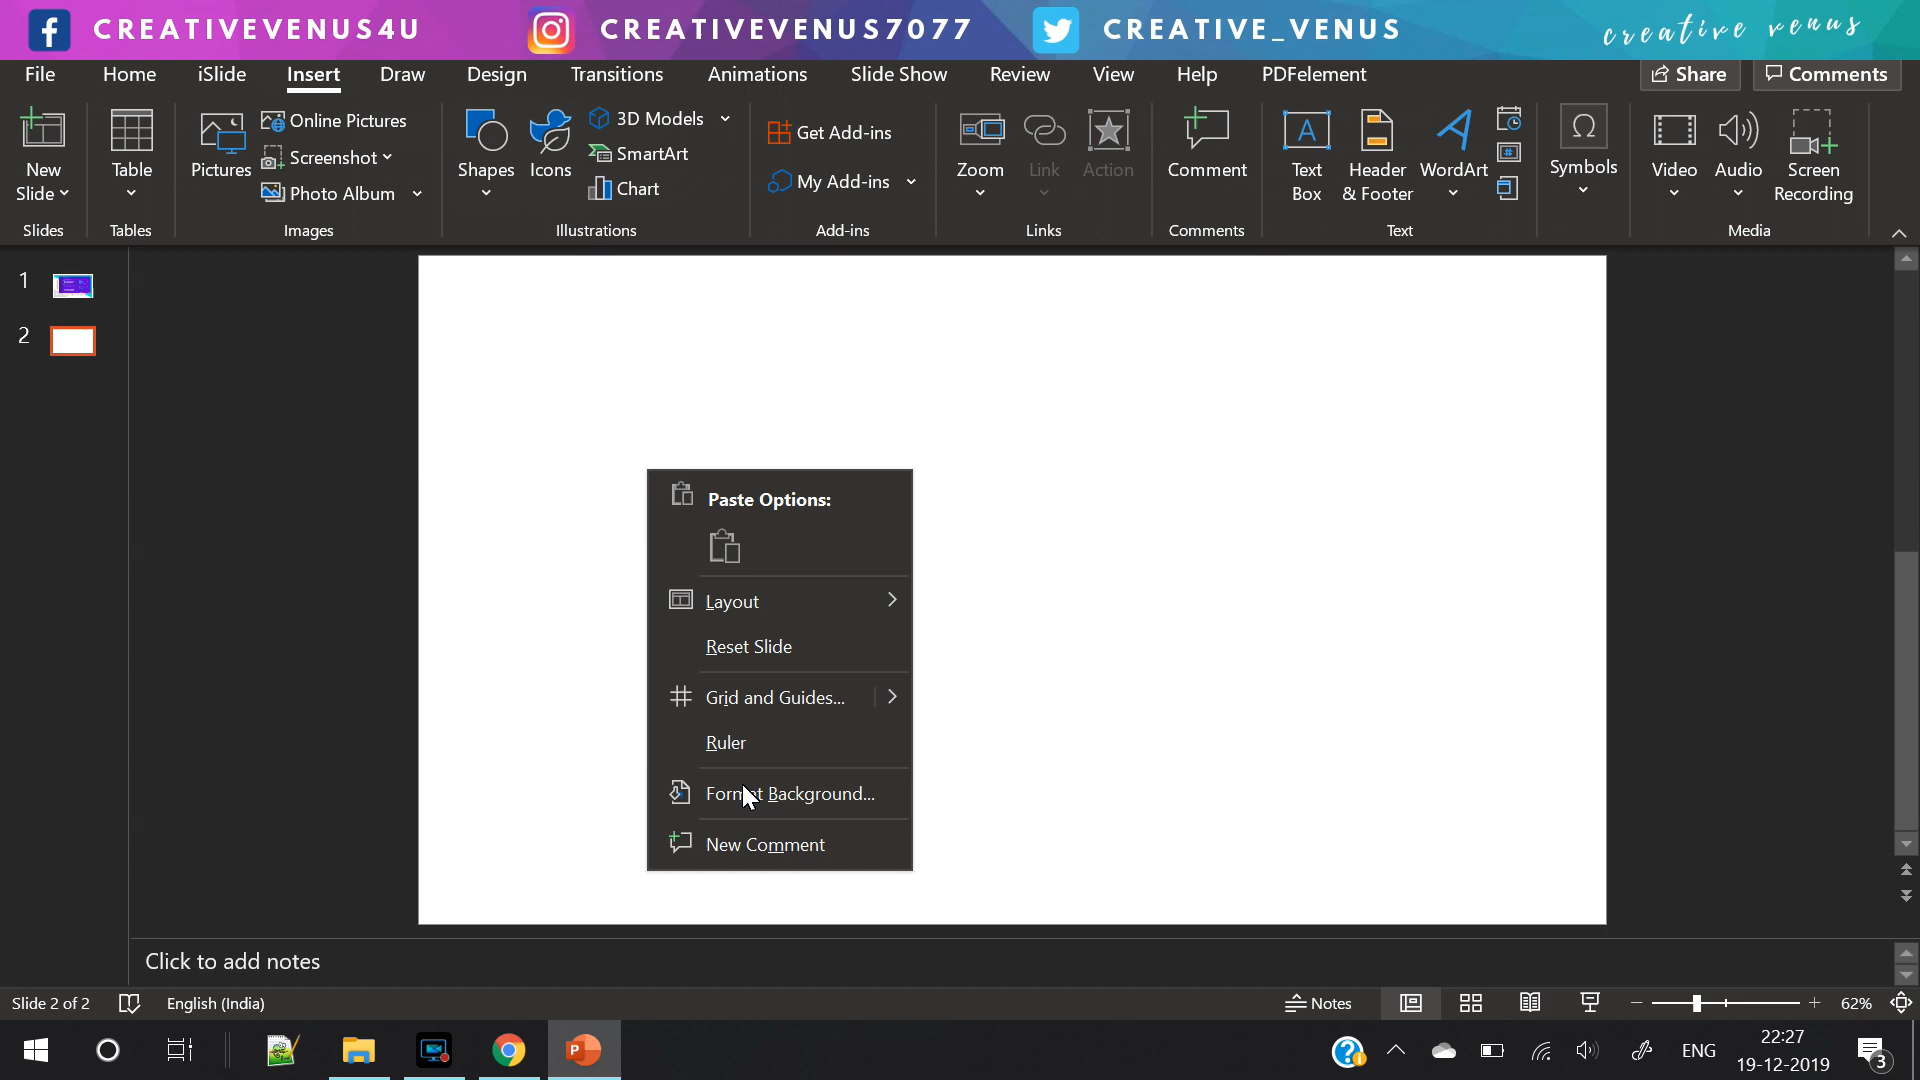 CREATIVEVENUS4U CREATIVEVENUS7077 CREATIVE_VENUS creative venus
File Home iSlide Insert Draw Design Transitions Animations Slide Show Review View Help PDFelement Share Comments
New Slide
Table
Pictures
Online Pictures
Screenshot
Photo Album
Shapes
Icons
3D Models
SmartArt
Chart
Get Add-ins
My Add-ins
Zoom
Link
Action
Comment
Text Box
Header & Footer
WordArt
Symbols
Video
Audio
Screen Recording
Slides Tables Images Illustrations Add-ins Links Comments Text Media
1
2
Paste Options:
Layout
Reset Slide
Grid and Guides...
Ruler
Format Background...
New Comment
Click to add notes
Slide 2 of 2 English (India) Notes 62%
ENG 22:27
19-12-2019
3